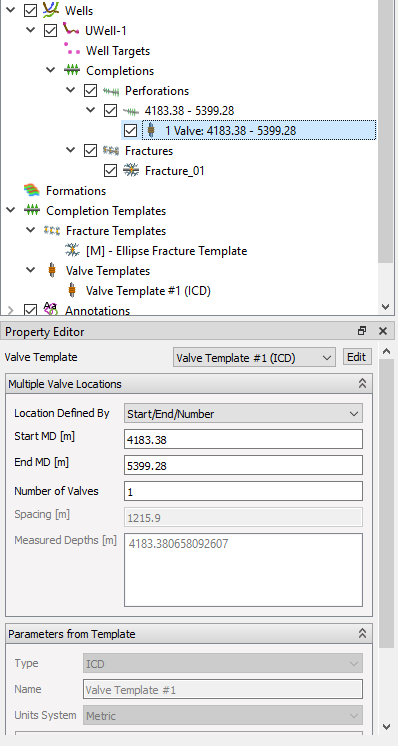 Wells
UWell-1
Well Targets
Completions
Perforations
4183.38 - 5399.28
1 Valve: 4183.38 - 5399.28
Fractures
Fracture_01
Formations
Completion Templates
Fracture Templates
[M] - Ellipse Fracture Template
Valve Templates
Valve Template #1 (ICD)
Annotations
Property Editor
Valve Template Valve Template #1 (ICD) Edit
Multiple Valve Locations
Location Defined By Start/End/Number
Start MD [m] 4183.38
End MD [m] 5399.28
Number of Valves 1
Spacing [m] 1215.9
Measured Depths [m] 4183.380658092607
Parameters from Template
Type ICD
Name Valve Template #1
Units System Metric